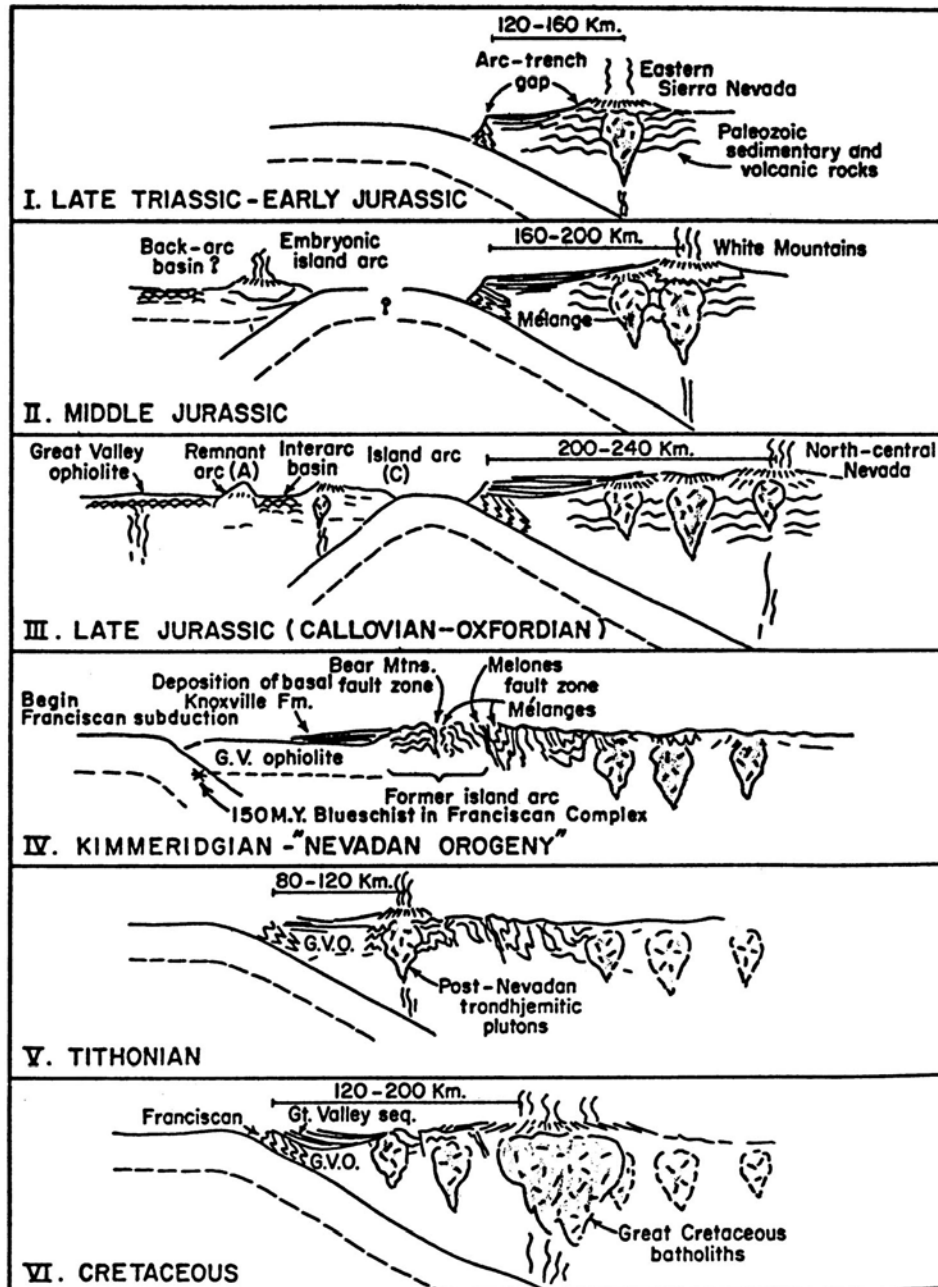 120-160 Km.
Arc-trench
gap
Eastern
Sierra Nevada
Paleozoic
sedimentary and
volcanic rocks
I. LATE TRIASSIC-EARLY JURASSIC
Back-arc
basin?
Embryonic
island arc
160-200 Km.
White Mountains
?
Mélange
II. MIDDLE JURASSIC
Great Valley
ophiolite
Remnant
arc (A)
Interarc
basin
Island arc
(C)
200-240 Km.
North-central
Nevada
III. LATE JURASSIC (CALLOVIAN-OXFORDIAN)
Begin
Franciscan subduction
Deposition of basal
Knoxville Fm.
Bear Mtns.
fault zone
Melones
fault zone
Mélanges
G.V. ophiolite
Former island arc
150 M.Y. Blueschist in Franciscan Complex
IV. KIMMERIDGIAN-"NEVADAN OROGENY"
80-120 Km.
G.V.O.
Post-Nevadan
trondhjemitic
plutons
V. TITHONIAN
120-200 Km.
Franciscan
Gt. Valley seq.
G.V.O.
Great Cretaceous
batholiths
VI. CRETACEOUS